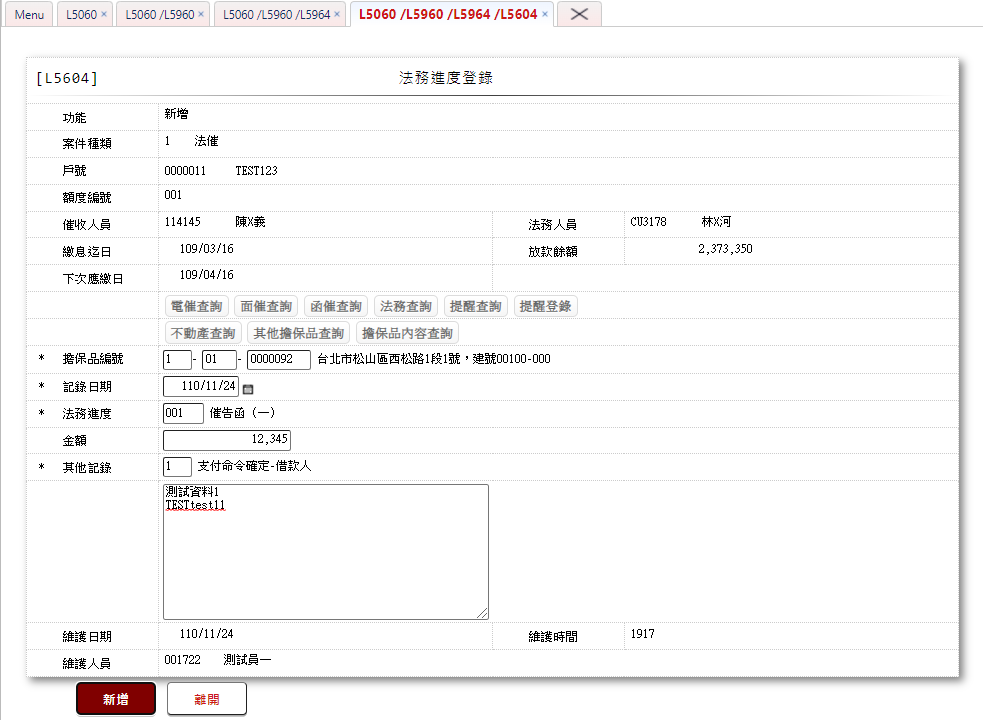 Menu L5060 × L5060 /L5960 × L5060 /L5960 /L5964 × L5060 /L5960 /L5964 /L5604 ×
[L5604] 法務進度登錄
功能 新增
案件種類 1 法催
戶號 0000011 TEST123
額度編號 001
催收人員 114145 陳X義 法務人員 CU3178 林X河
繳息迄日 109/03/16 放款餘額 2,373,350
下次應繳日 109/04/16
電催查詢 面催查詢 函催查詢 法務查詢 提醒查詢 提醒登錄
不動產查詢 其他擔保品查詢 擔保品內容查詢
* 擔保品編號 1 - 01 - 0000092 台北市松山區西松路1段1號，建號00100-000
* 記錄日期 110/11/24
* 法務進度 001 催告函（一）
金額 12,345
* 其他記錄 1 支付命令確定-借款人
測試資料1
TESTtest11
維護日期 110/11/24 維護時間 1917
維護人員 001722 測試員一
新增 離開